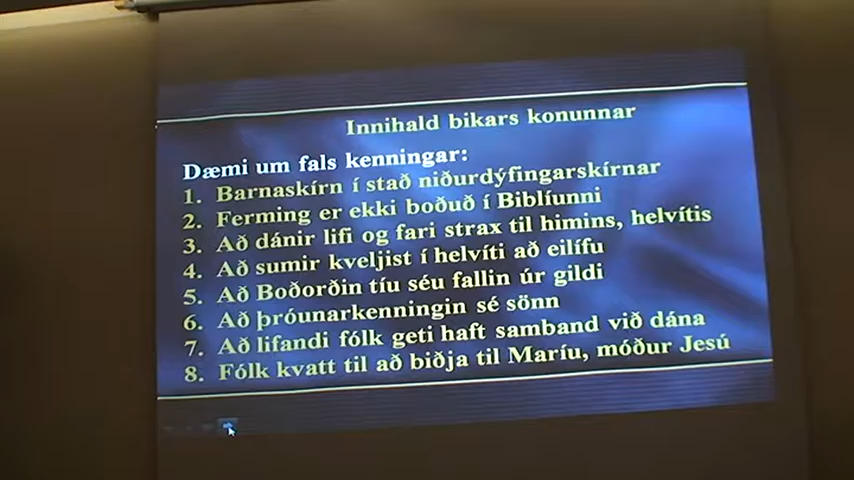 Innihald bikars konunnar
Dæmi um fals kenningar:
1. Barnaskírn í stað niðurdýfingarskírnar
2. Ferming er ekki boðuð í Biblíunni
3. Að dánir lifi og fari strax til himins, helvítis
4. Að sumir kveljist í helvíti að eilífu
5. Að Boðorðin tíu séu fallin úr gildi
6. Að þróunarkenningin sé sönn
7. Að lifandi fólk geti haft samband við dána
8. Fólk kvatt til að biðja til Maríu, móður Jesú